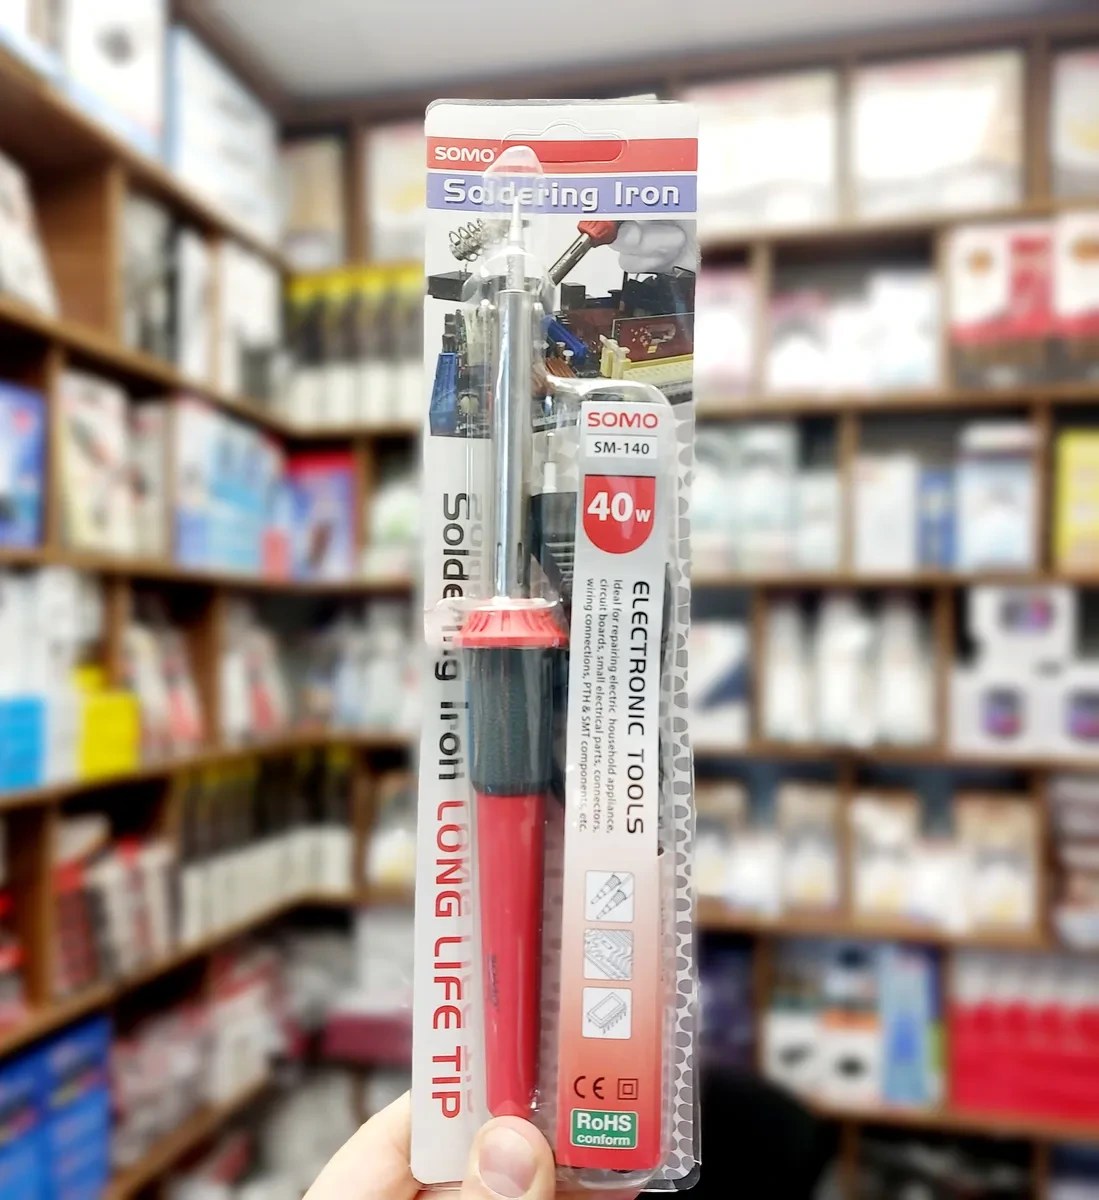 SOMO
Soldering Iron
SOMO
SM-140
40W
ELECTRONIC TOOLS
Ideal for repairing electric household appliance,
circuit boards, small electrical parts, connectors,
wiring connections, PTH & SMT components, etc.
Soldering Iron LONG LIFE TIP
CE
RoHS
conform